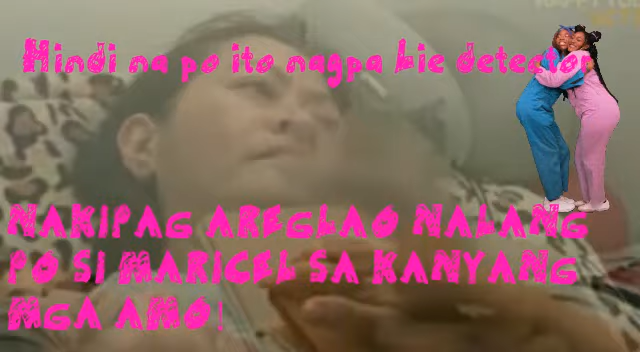 Hindi na po ito nagpa Lie detector
NAKIPAG AREGLAO NALANG
PO SI MARICEL SA KANYANG
MGA AMO!